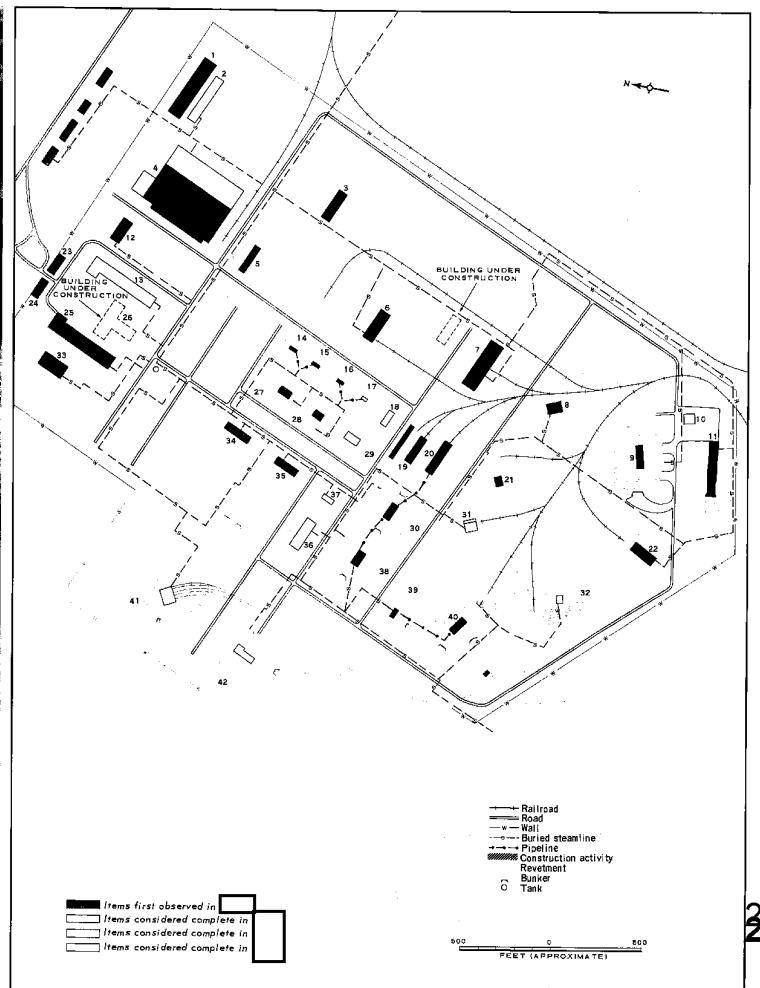 N
1
2
3
4
5
BUILDING UNDER
CONSTRUCTION
12
23
13
BUILDING
UNDER
CONSTRUCTION
24
26
25
6
7
33
14
15
16
17
18
27
28
8
10
11
9
34
29
19
20
35
21
37
30
31
22
36
38
39
32
41
40
42
Railroad
Road
W Wall
S Buried steamline
Pipeline
Construction activity
Revetment
Bunker
Tank
Items first observed in
Items considered complete in
Items considered complete in
Items considered complete in
500 0 500
FEET (APPROXIMATE)
2
2